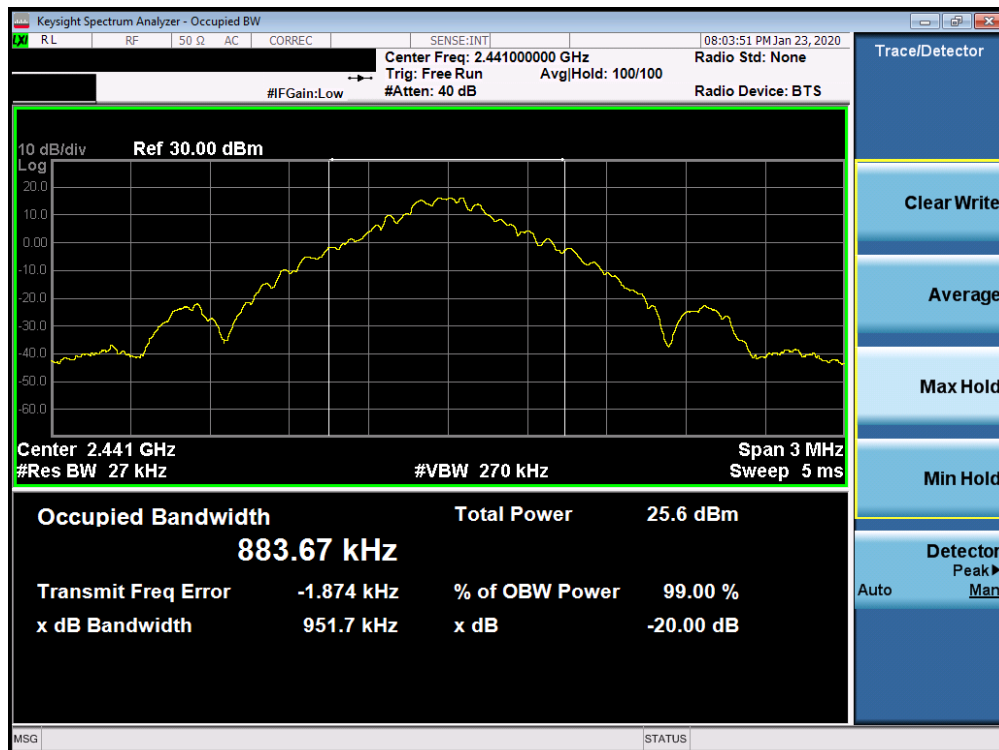 Keysight Spectrum Analyzer - Occupied BW
LXI RL RF 50 Ω AC CORREC SENSE:INT 08:03:51 PM Jan 23, 2020
Center Freq: 2.441000000 GHz Radio Std: None
Trig: Free Run Avg|Hold: 100/100
#IFGain:Low #Atten: 40 dB Radio Device: BTS
Trace/Detector
10 dB/div Ref 30.00 dBm
Log
20.0
10.0
0.00
-10.0
-20.0
-30.0
-40.0
-50.0
-60.0
Center 2.441 GHz Span 3 MHz
#Res BW 27 kHz #VBW 270 kHz Sweep 5 ms
Occupied Bandwidth Total Power 25.6 dBm
883.67 kHz
Transmit Freq Error -1.874 kHz % of OBW Power 99.00 %
x dB Bandwidth 951.7 kHz x dB -20.00 dB
Clear Write
Average
Max Hold
Min Hold
Detector
Peak▶
Auto Man
MSG STATUS